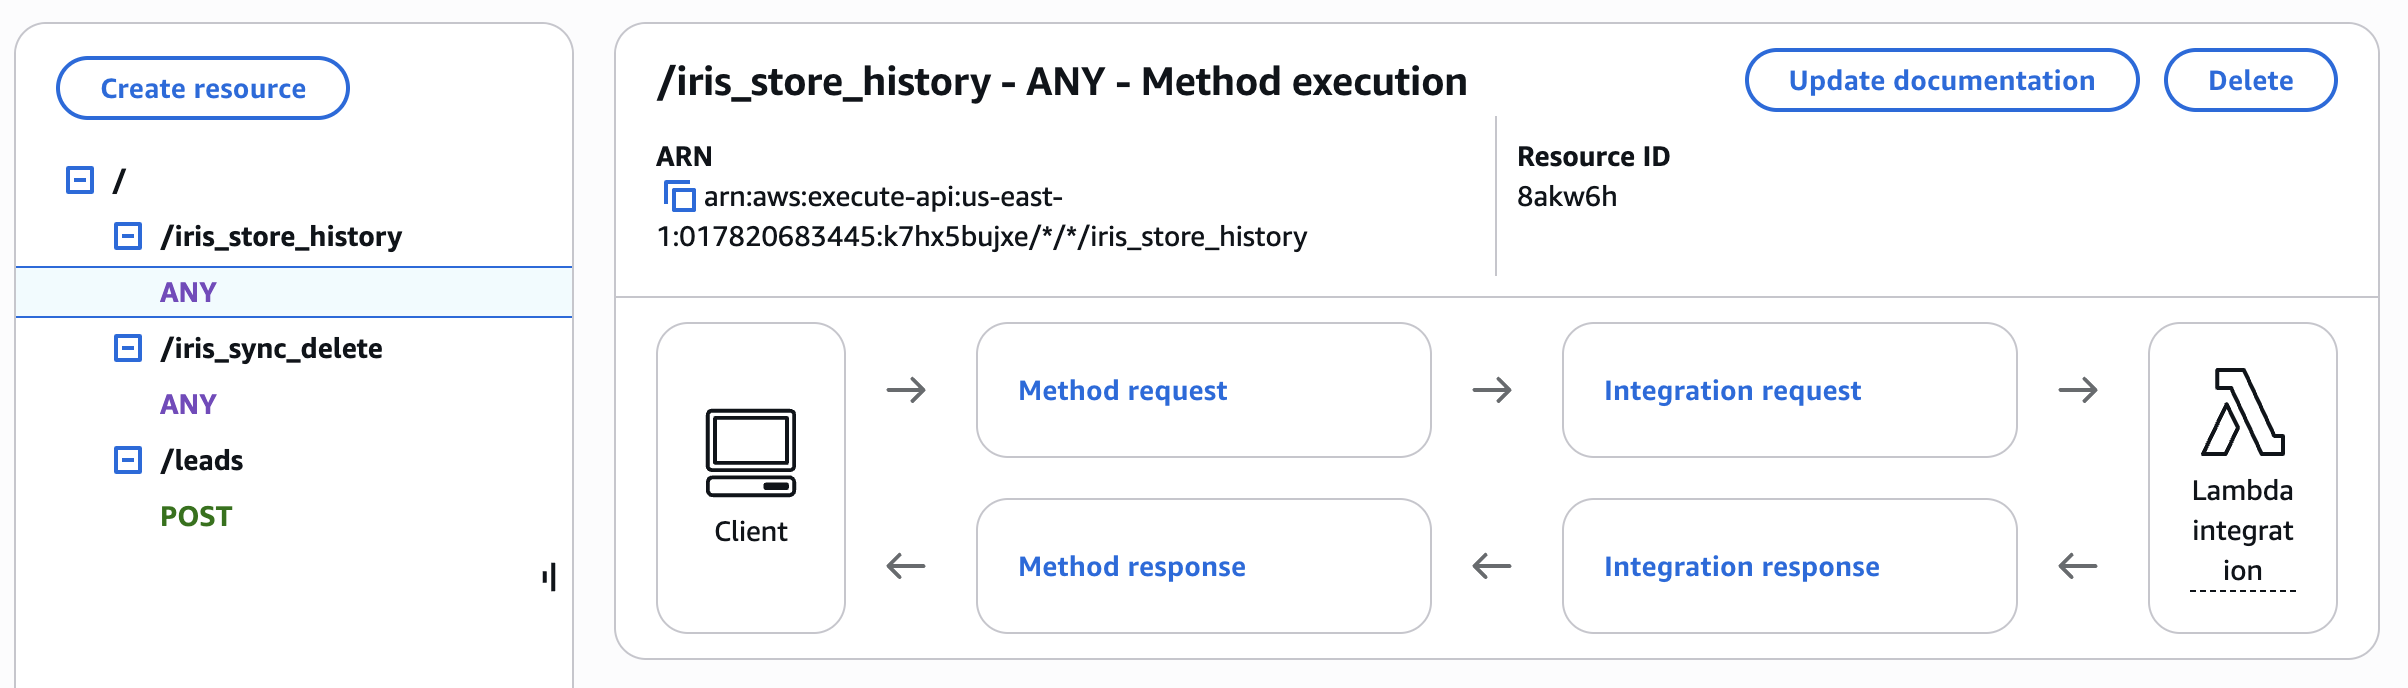 Create resource
/
/iris_store_history
ANY
/iris_sync_delete
ANY
/leads
POST
/iris_store_history - ANY - Method execution
Update documentation
Delete
ARN
arn:aws:execute-api:us-east-
1:017820683445:k7hx5bujxe/*/*/iris_store_history
Resource ID
8akw6h
Client
Method request
Integration request
Method response
Integration response
Lambda
integrat
ion